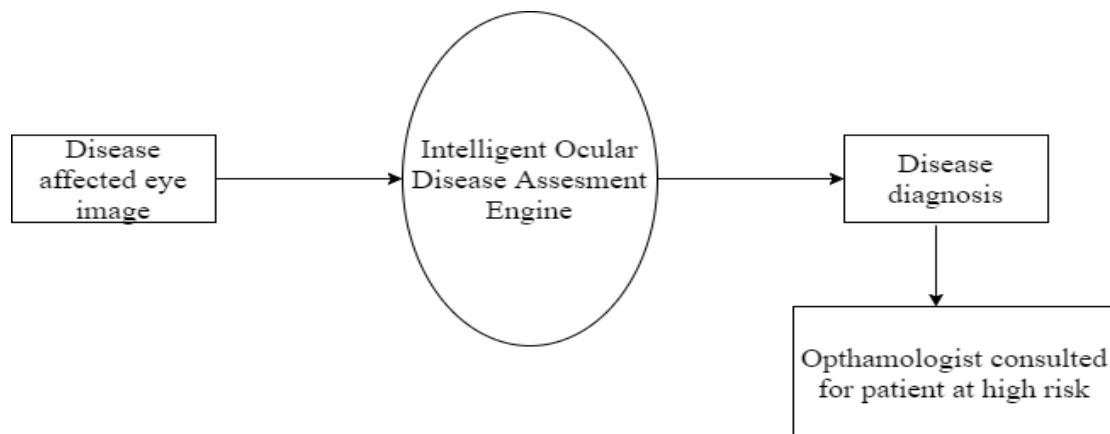 Disease
affected eye
image
Intelligent Ocular
Disease Assesment
Engine
Disease
diagnosis
Opthamologist consulted
for patient at high risk